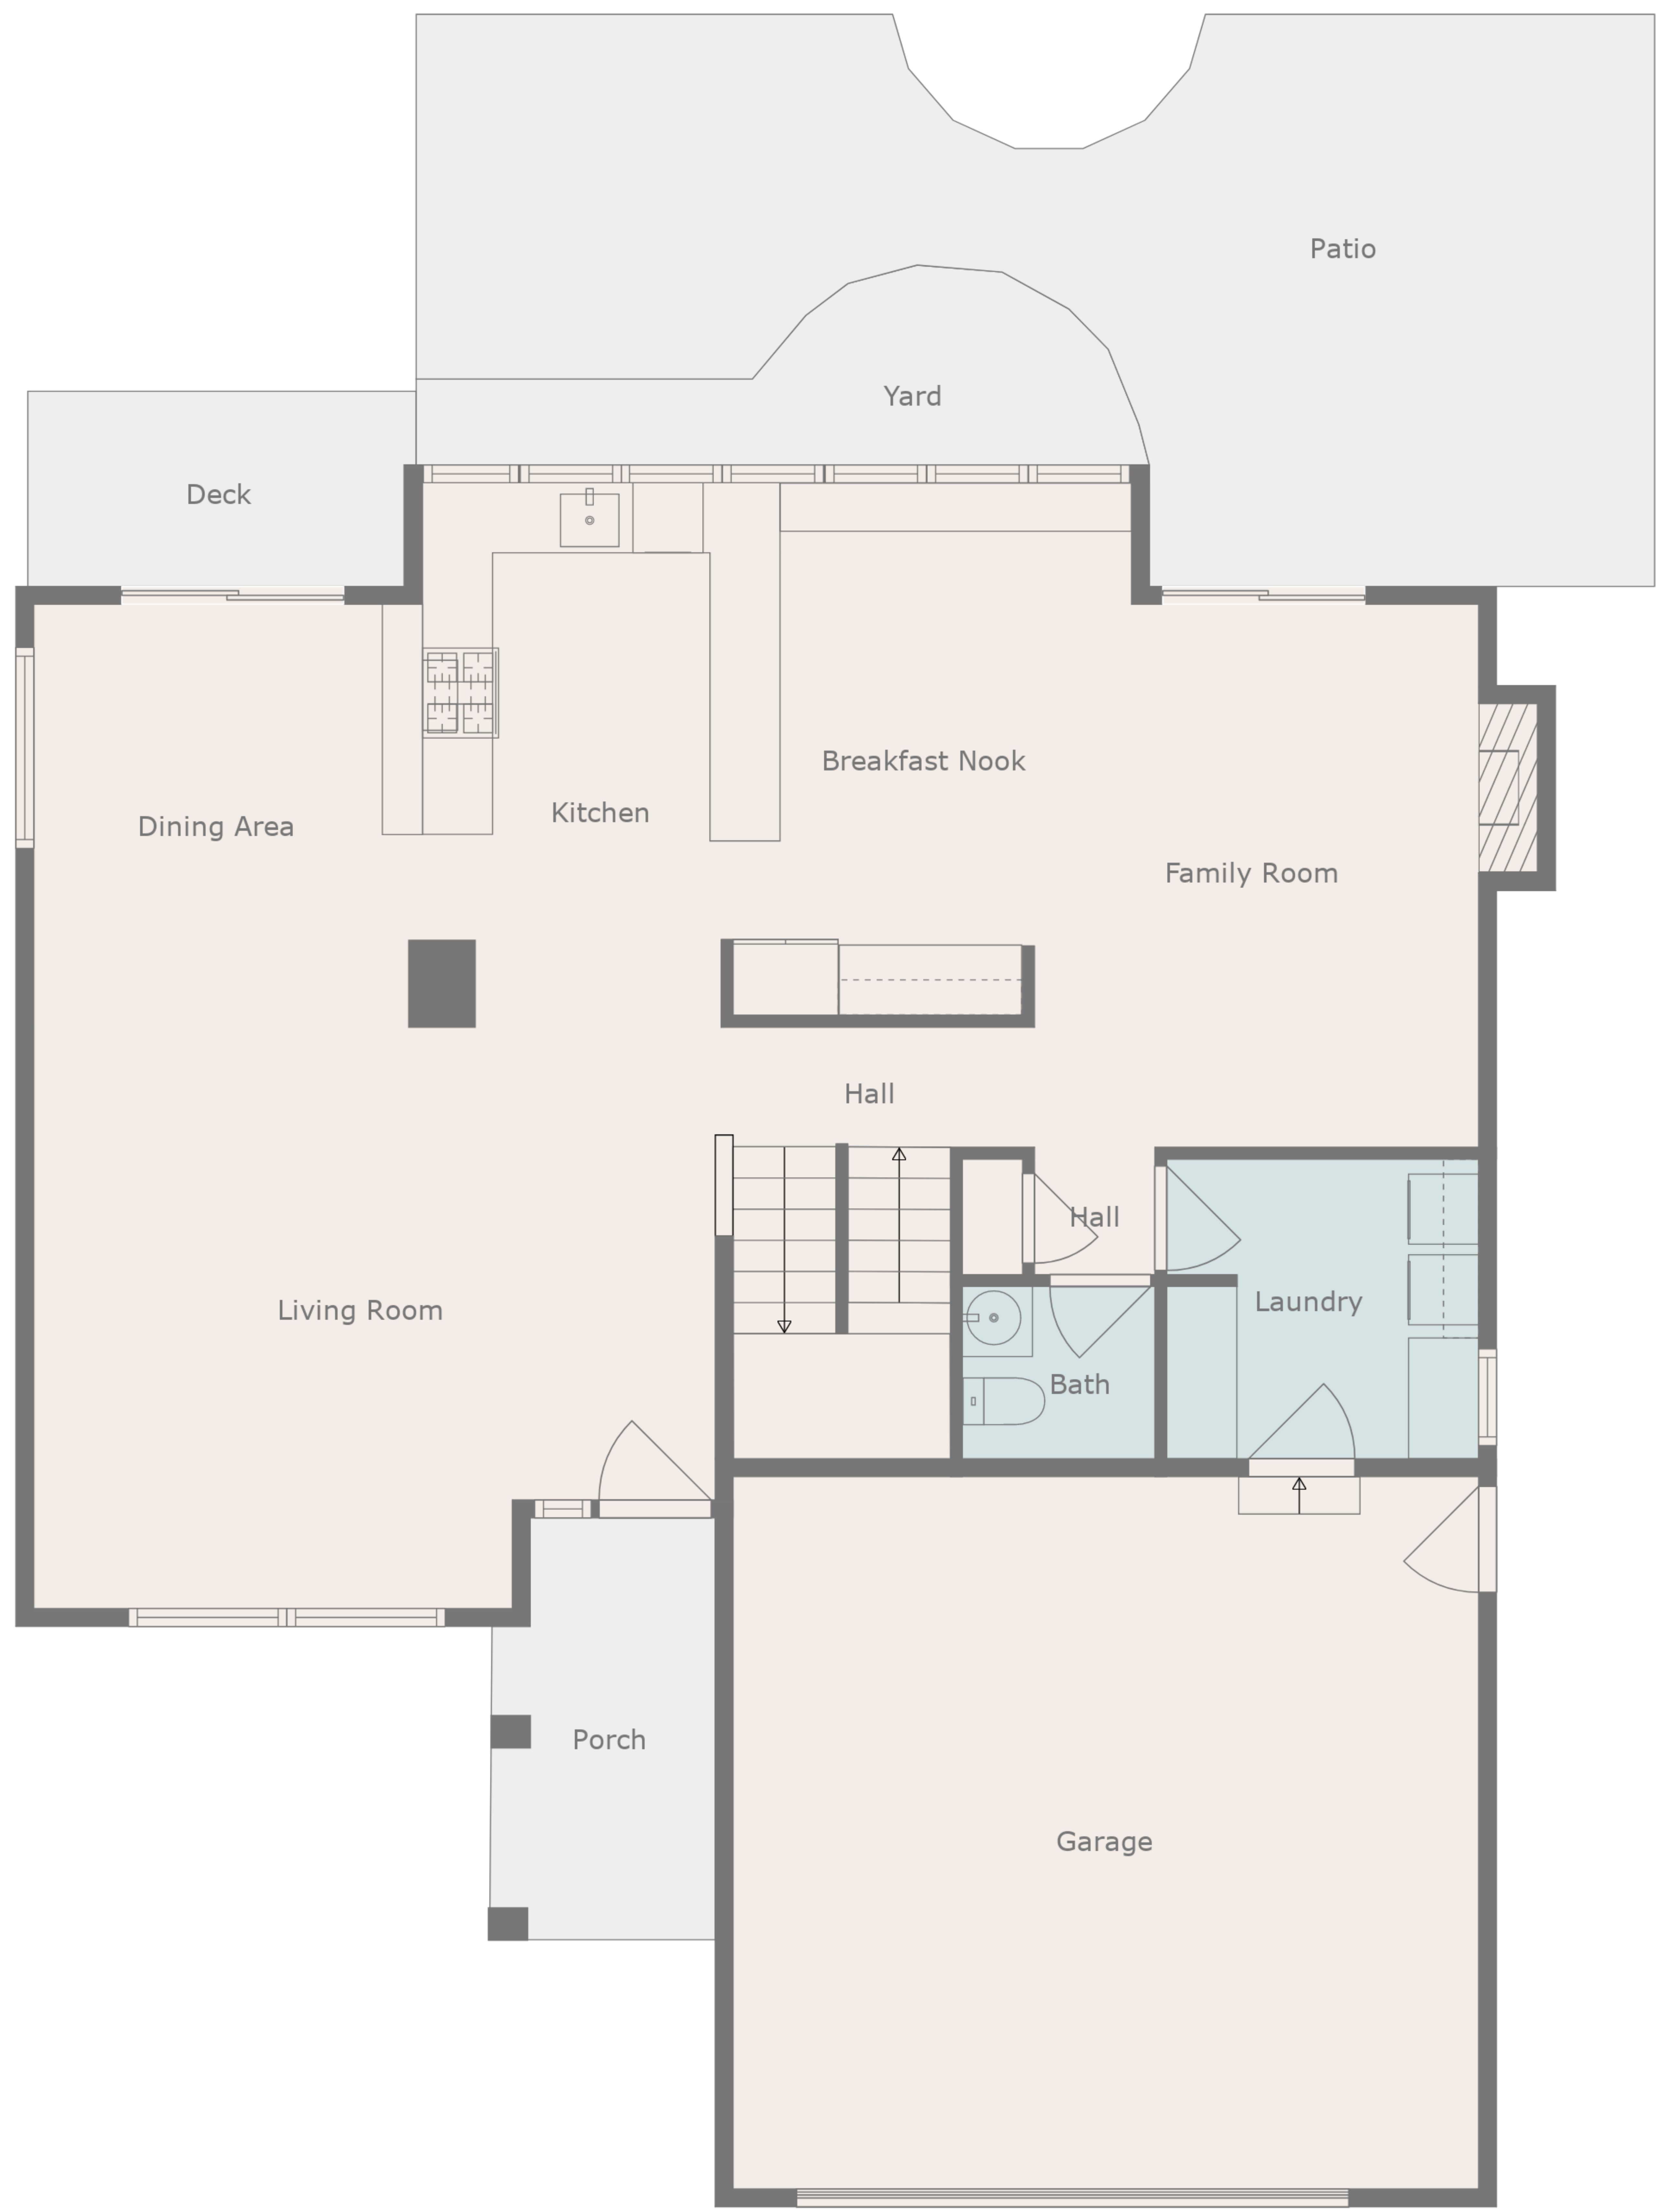 Patio
Yard
Deck
Breakfast Nook
Kitchen
Dining Area
Family Room
Hall
Hall
Laundry
Living Room
Bath
Porch
Garage